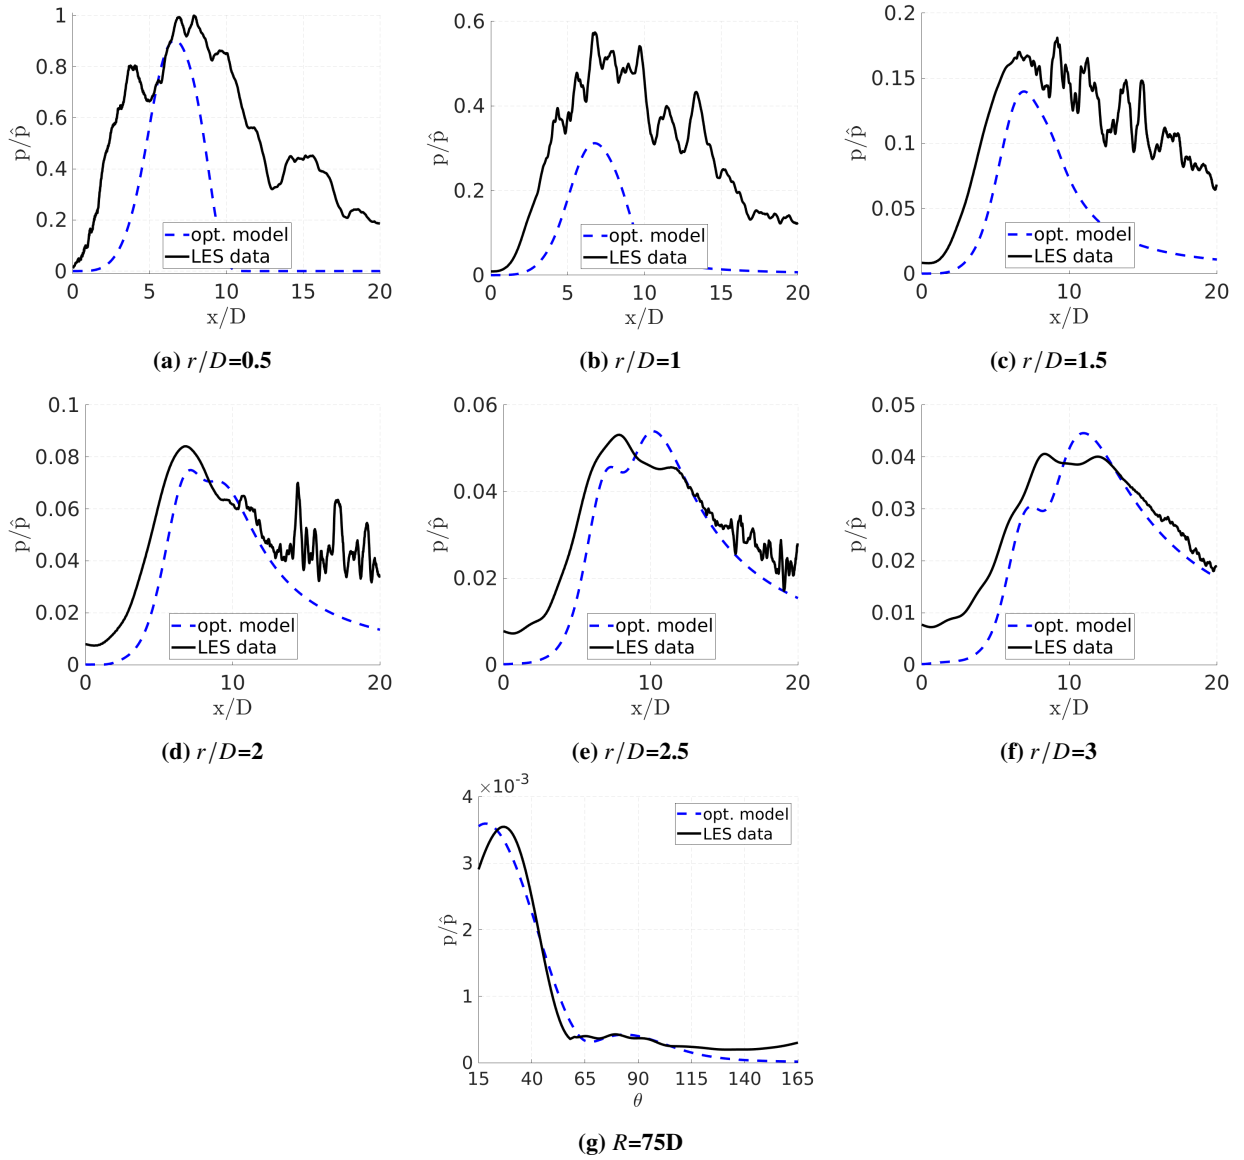 1
0.8
0.6
0.4
0.2
0
p/p̂
0 5 10 15 20
x/D
opt. model
LES data
(a) r/D=0.5
0.6
0.4
0.2
0
p/p̂
0 5 10 15 20
x/D
opt. model
LES data
(b) r/D=1
0.2
0.15
0.1
0.05
0
p/p̂
0 10 20
x/D
opt. model
LES data
(c) r/D=1.5
0.1
0.08
0.06
0.04
0.02
0
p/p̂
0 10 20
x/D
opt. model
LES data
(d) r/D=2
0.06
0.04
0.02
0
p/p̂
0 10 20
x/D
opt. model
LES data
(e) r/D=2.5
0.05
0.04
0.03
0.02
0.01
0
p/p̂
0 10 20
x/D
opt. model
LES data
(f) r/D=3
×10⁻³
4
3
2
1
0
p/p̂
15 40 65 90 115 140 165
θ
opt. model
LES data
(g) R=75D